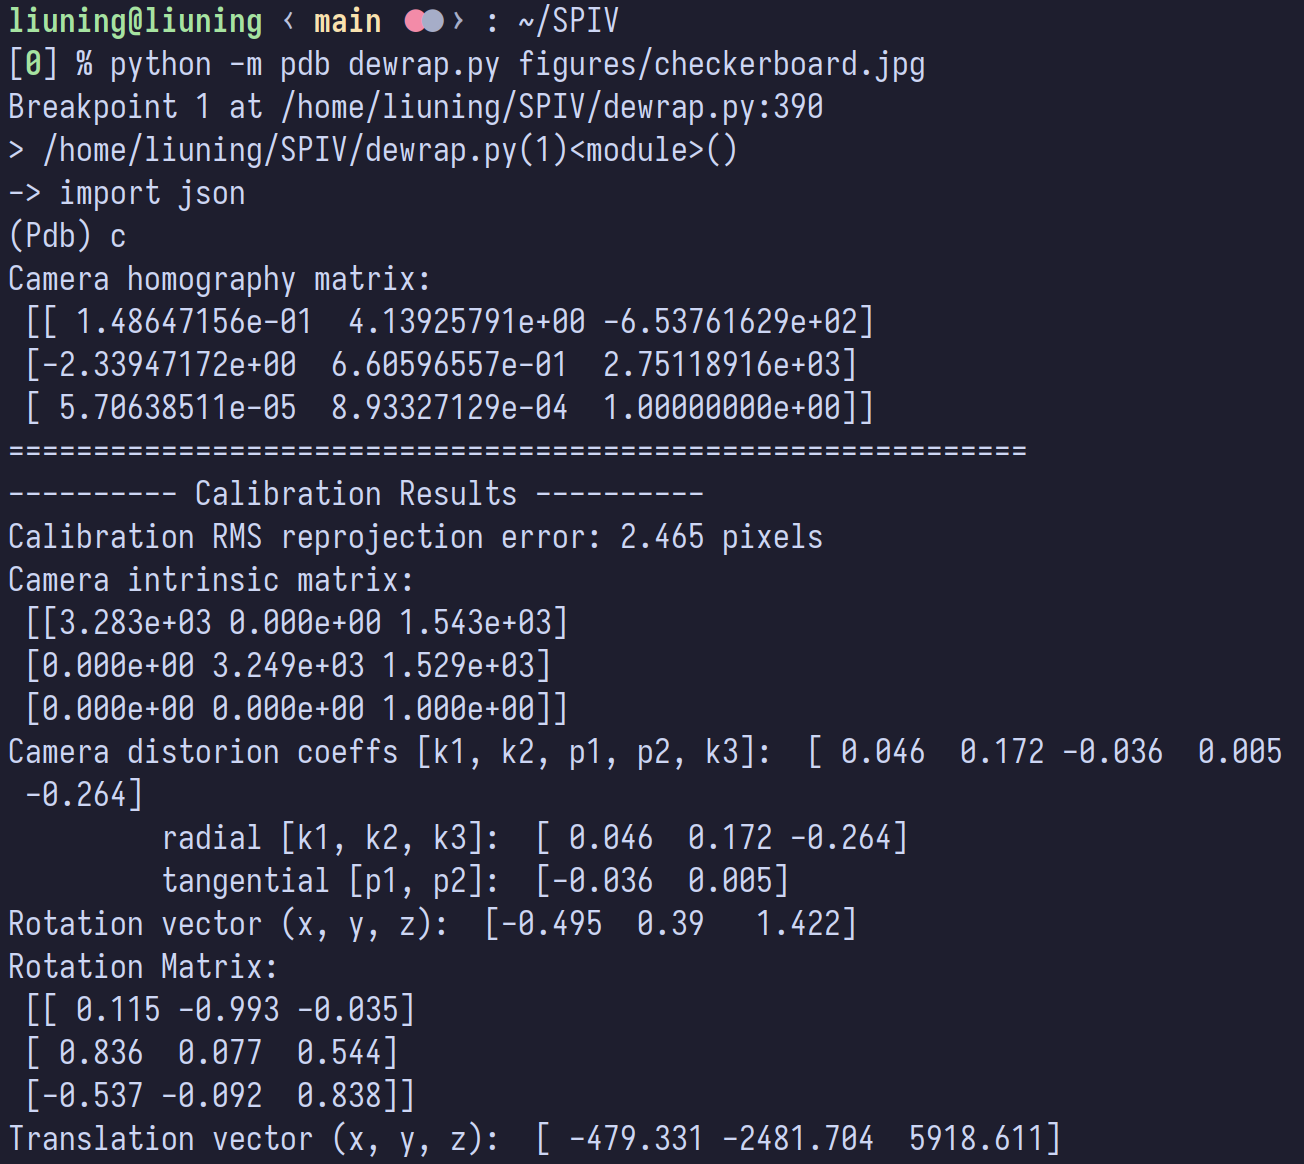 liuning@liuning ‹ main › : ~/SPIV
[0] % python -m pdb dewrap.py figures/checkerboard.jpg
Breakpoint 1 at /home/liuning/SPIV/dewrap.py:390
> /home/liuning/SPIV/dewrap.py(1)<module>()
-> import json
(Pdb) c
Camera homography matrix:
[[ 1.48647156e-01  4.13925791e+00 -6.53761629e+02]
[-2.33947172e+00  6.60596557e-01  2.75118916e+03]
[ 5.70638511e-05  8.93327129e-04  1.00000000e+00]]
============================================================
---------- Calibration Results ----------
Calibration RMS reprojection error: 2.465 pixels
Camera intrinsic matrix:
[[3.283e+03 0.000e+00 1.543e+03]
[0.000e+00 3.249e+03 1.529e+03]
[0.000e+00 0.000e+00 1.000e+00]]
Camera distorion coeffs [k1, k2, p1, p2, k3]:  [ 0.046  0.172 -0.036  0.005
-0.264]
radial [k1, k2, k3]:  [ 0.046  0.172 -0.264]
tangential [p1, p2]:  [-0.036  0.005]
Rotation vector (x, y, z):  [-0.495  0.39   1.422]
Rotation Matrix:
[[ 0.115 -0.993 -0.035]
[ 0.836  0.077  0.544]
[-0.537 -0.092  0.838]]
Translation vector (x, y, z):  [ -479.331 -2481.704  5918.611]